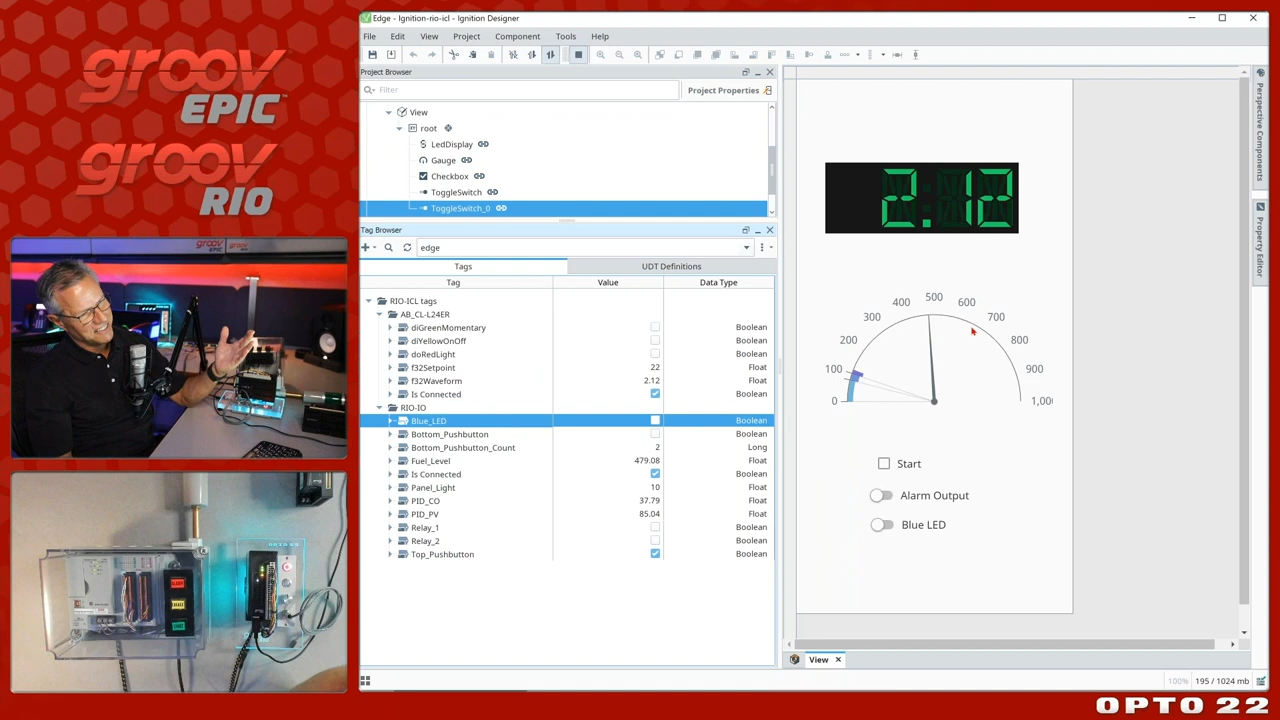 groov
EPIC™
groov
RIO
Edge - Ignition-rio-icl - Ignition Designer
File Edit View Project Component Tools Help
Project Browser
Filter
Project Properties
View
root
LedDisplay
Gauge
Checkbox
ToggleSwitch
ToggleSwitch_0
Tag Browser
edge
Tags UDT Definitions
Tag Value Data Type
RIO-ICL tags
AB_CL-L24ER
diGreenMomentary Boolean
diYellowOnOff Boolean
doRedLight Boolean
f32Setpoint 22 Float
f32Waveform 2.12 Float
Is Connected Boolean
RIO-IO
Blue_LED Boolean
Bottom_Pushbutton Boolean
Bottom_Pushbutton_Count 2 Long
Fuel_Level 479.08 Float
Is Connected Boolean
Panel_Light 10 Float
PID_CO 37.79 Float
PID_PV 85.04 Float
Relay_1 Boolean
Relay_2 Boolean
Top_Pushbutton Boolean
2.12
0
100
200
300
400
500
600
700
800
900
1,00
Start
Alarm Output
Blue LED
Perspective Components
Property Editor
View
100% 195 / 1024 mb
OPTO 22